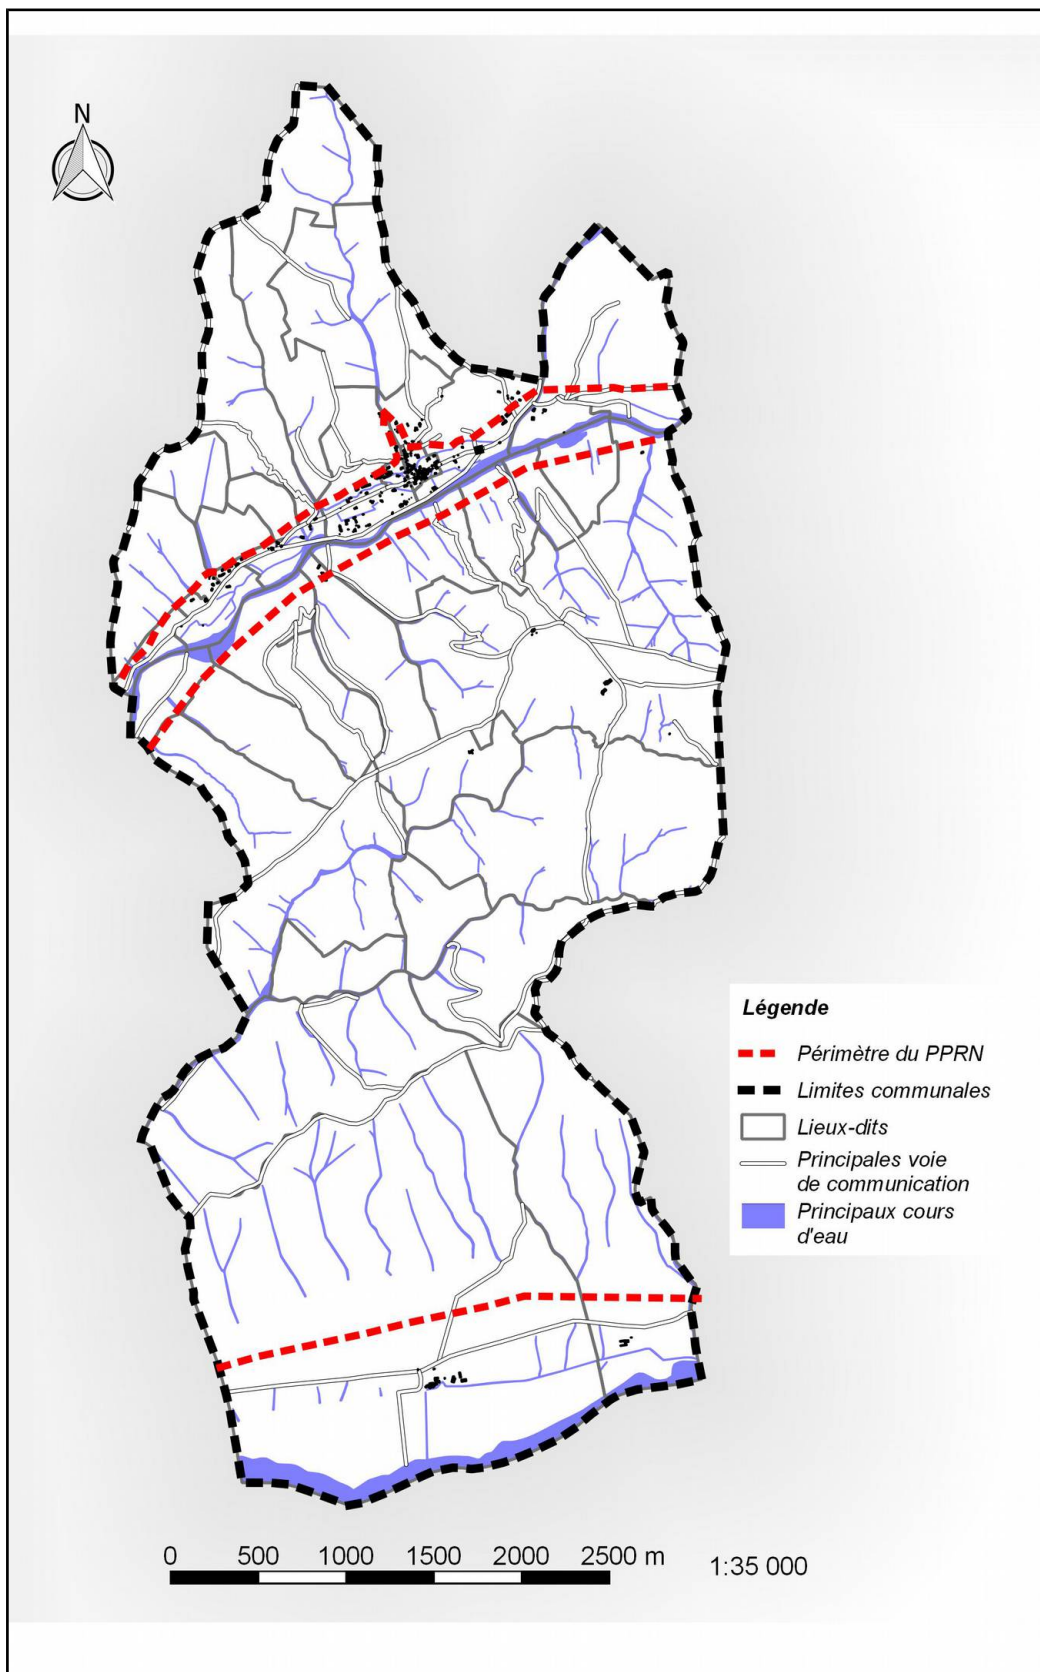 N
Légende
Périmètre du PPRN
Limites communales
Lieux-dits
Principales voie
de communication
Principaux cours
d'eau
0 500 1000 1500 2000 2500 m
1:35 000